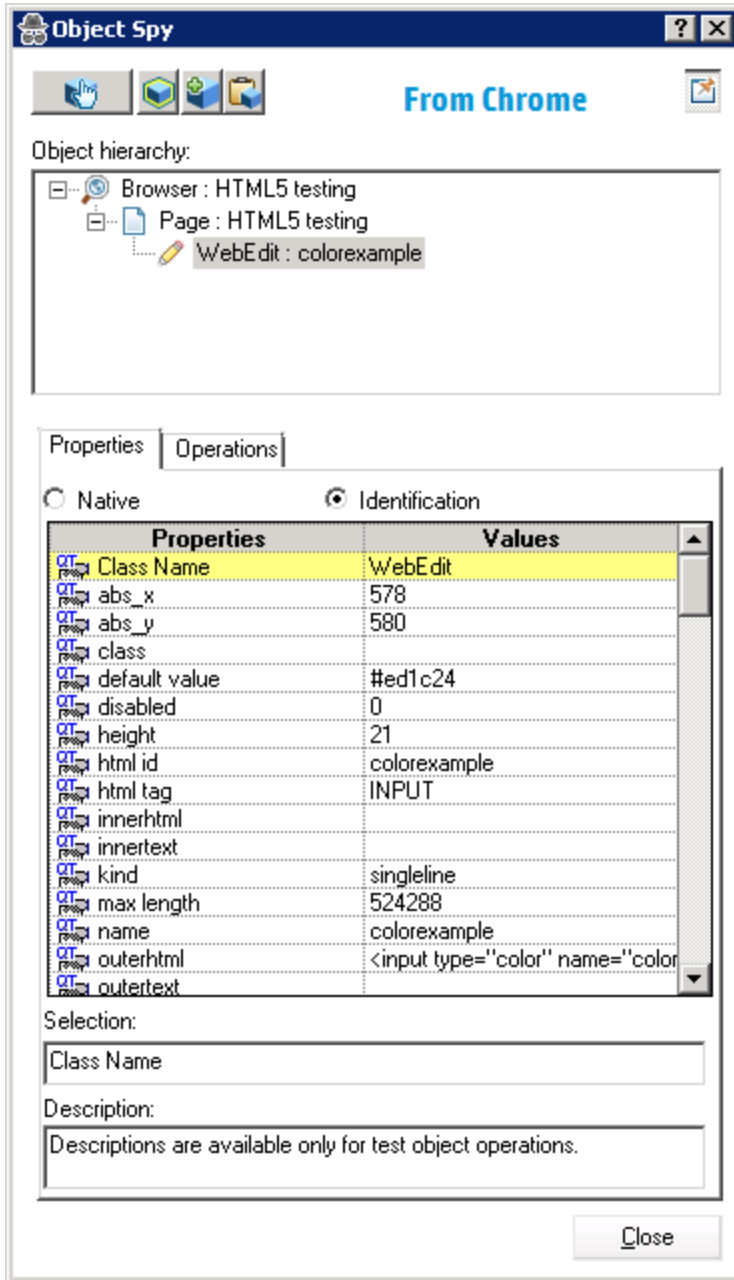 Object Spy
From Chrome
Object hierarchy:
Browser : HTML5 testing
Page : HTML5 testing
WebEdit : colorexample
Properties Operations
Native Identification
Properties Values
Class Name WebEdit
abs_x 578
abs_y 580
class
default value #ed1c24
disabled 0
height 21
html id colorexample
html tag INPUT
innerhtml
innertext
kind singleline
max length 524288
name colorexample
outerhtml <input type="color" name="color
outertext
Selection:
Class Name
Description:
Descriptions are available only for test object operations.
Close